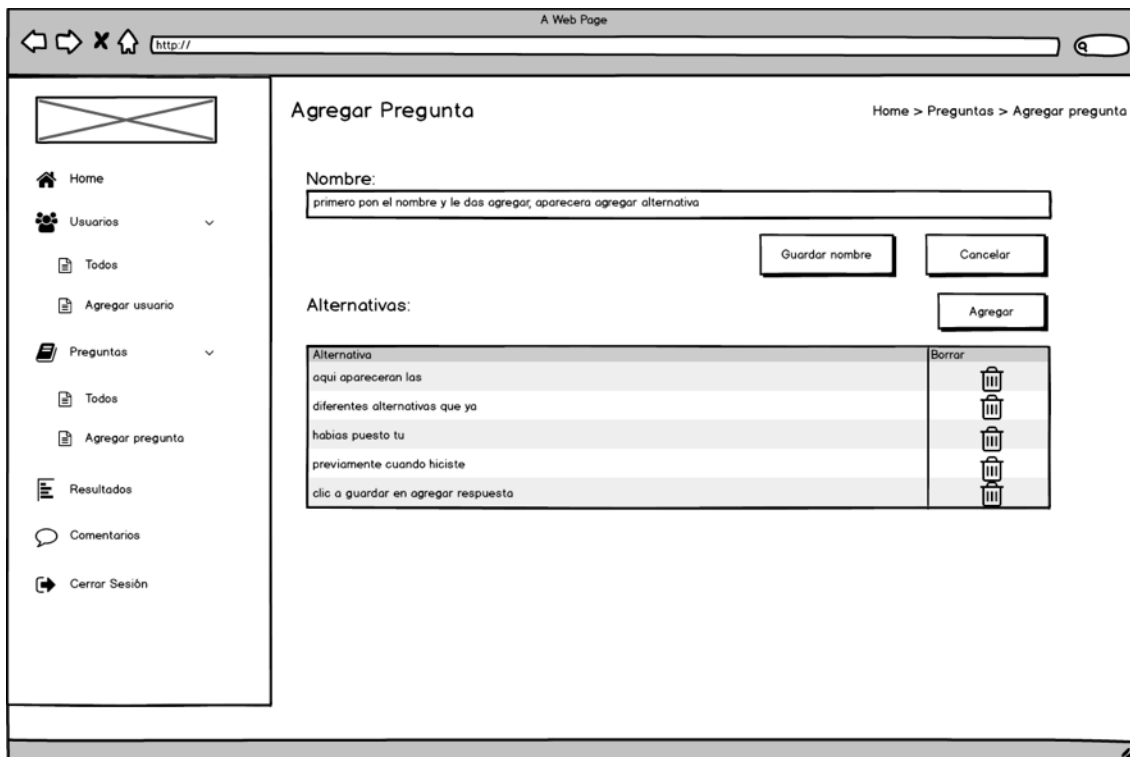 A Web Page
http://
Agregar Pregunta
Home > Preguntas > Agregar pregunta
Home
Usuarios
Todos
Agregar usuario
Preguntas
Todos
Agregar pregunta
Resultados
Comentarios
Cerrar Sesión
Nombre:
primero pon el nombre y le das agregar, aparecera agregar alternativa
Guardar nombre
Cancelar
Alternativas:
Agregar
Alternativa
Borrar
aqui apareceran las
diferentes alternativas que ya
habias puesto tu
previamente cuando hiciste
clic a guardar en agregar respuesta